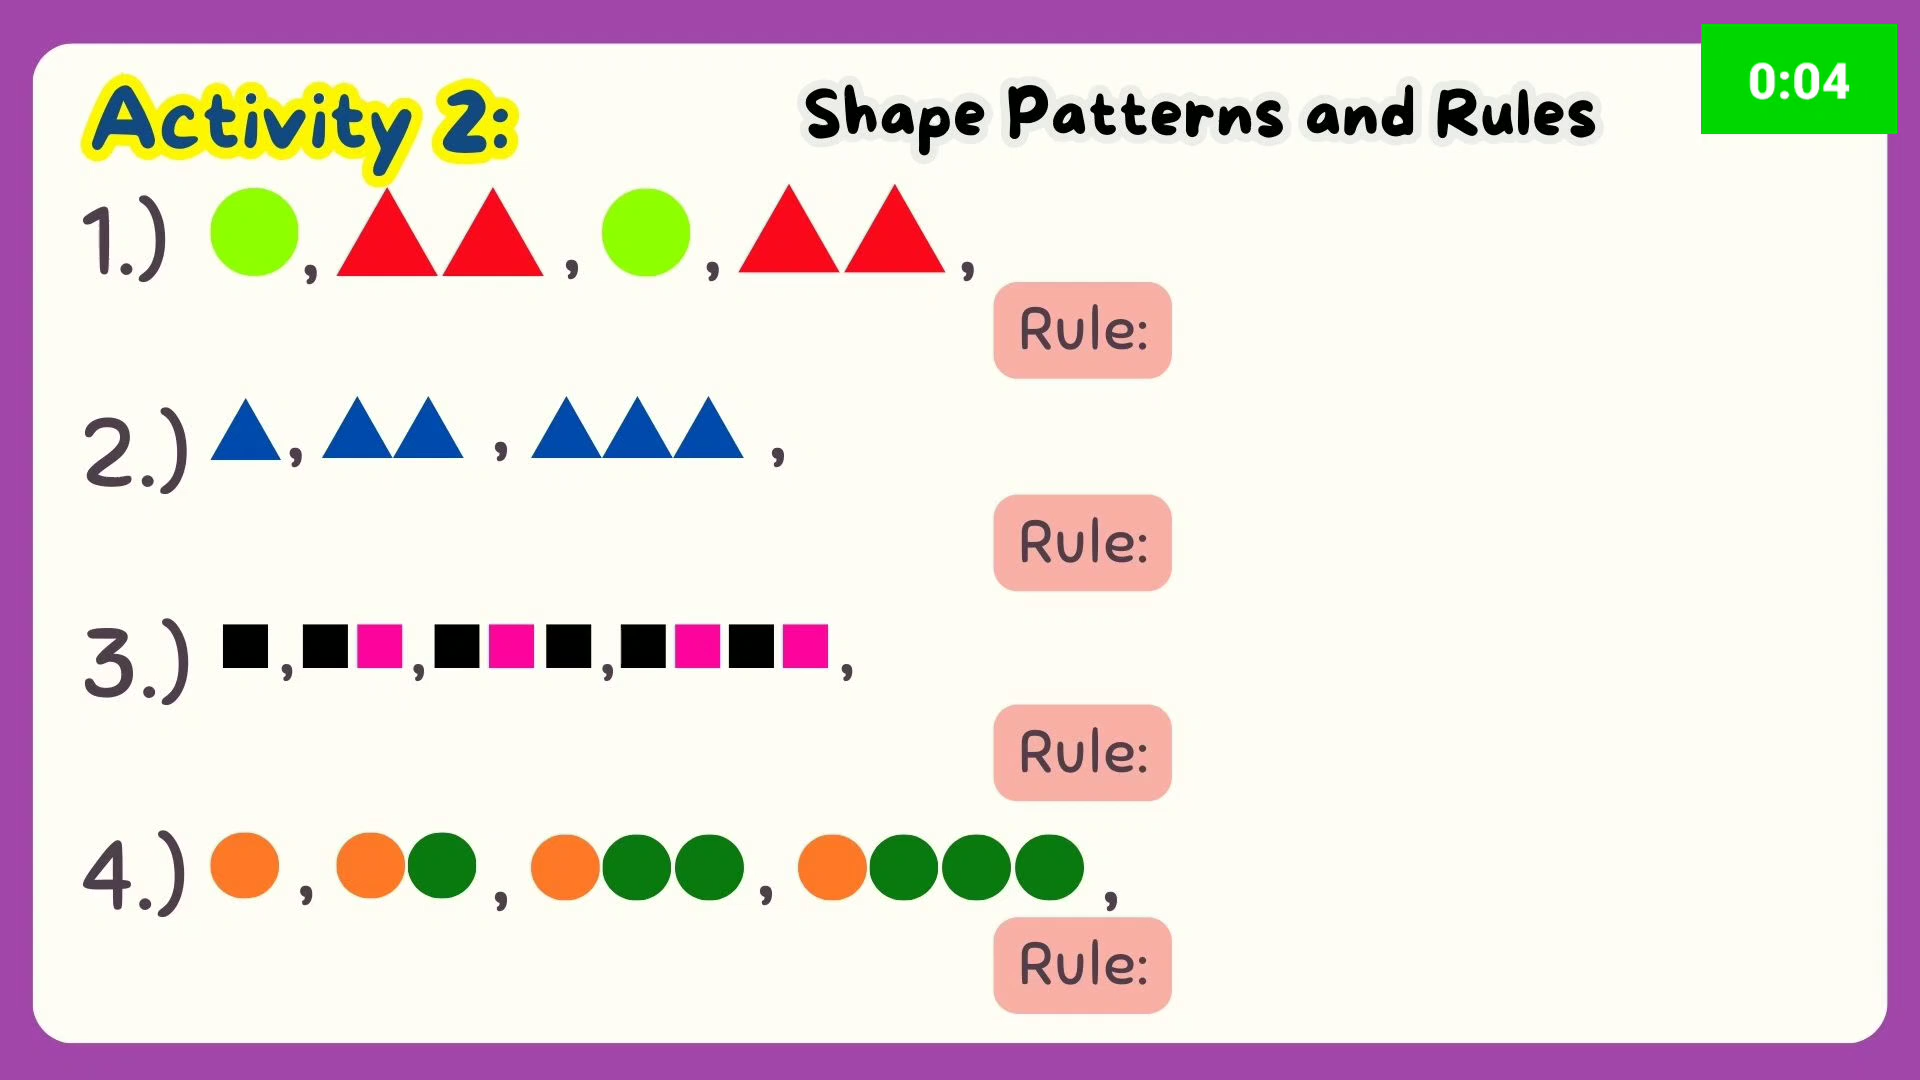 Activity 2:
Shape Patterns and Rules
0:04
1.) , , , ,
Rule:
2.) , , ,
Rule:
3.) , , , ,
Rule:
4.) , , , ,
Rule: